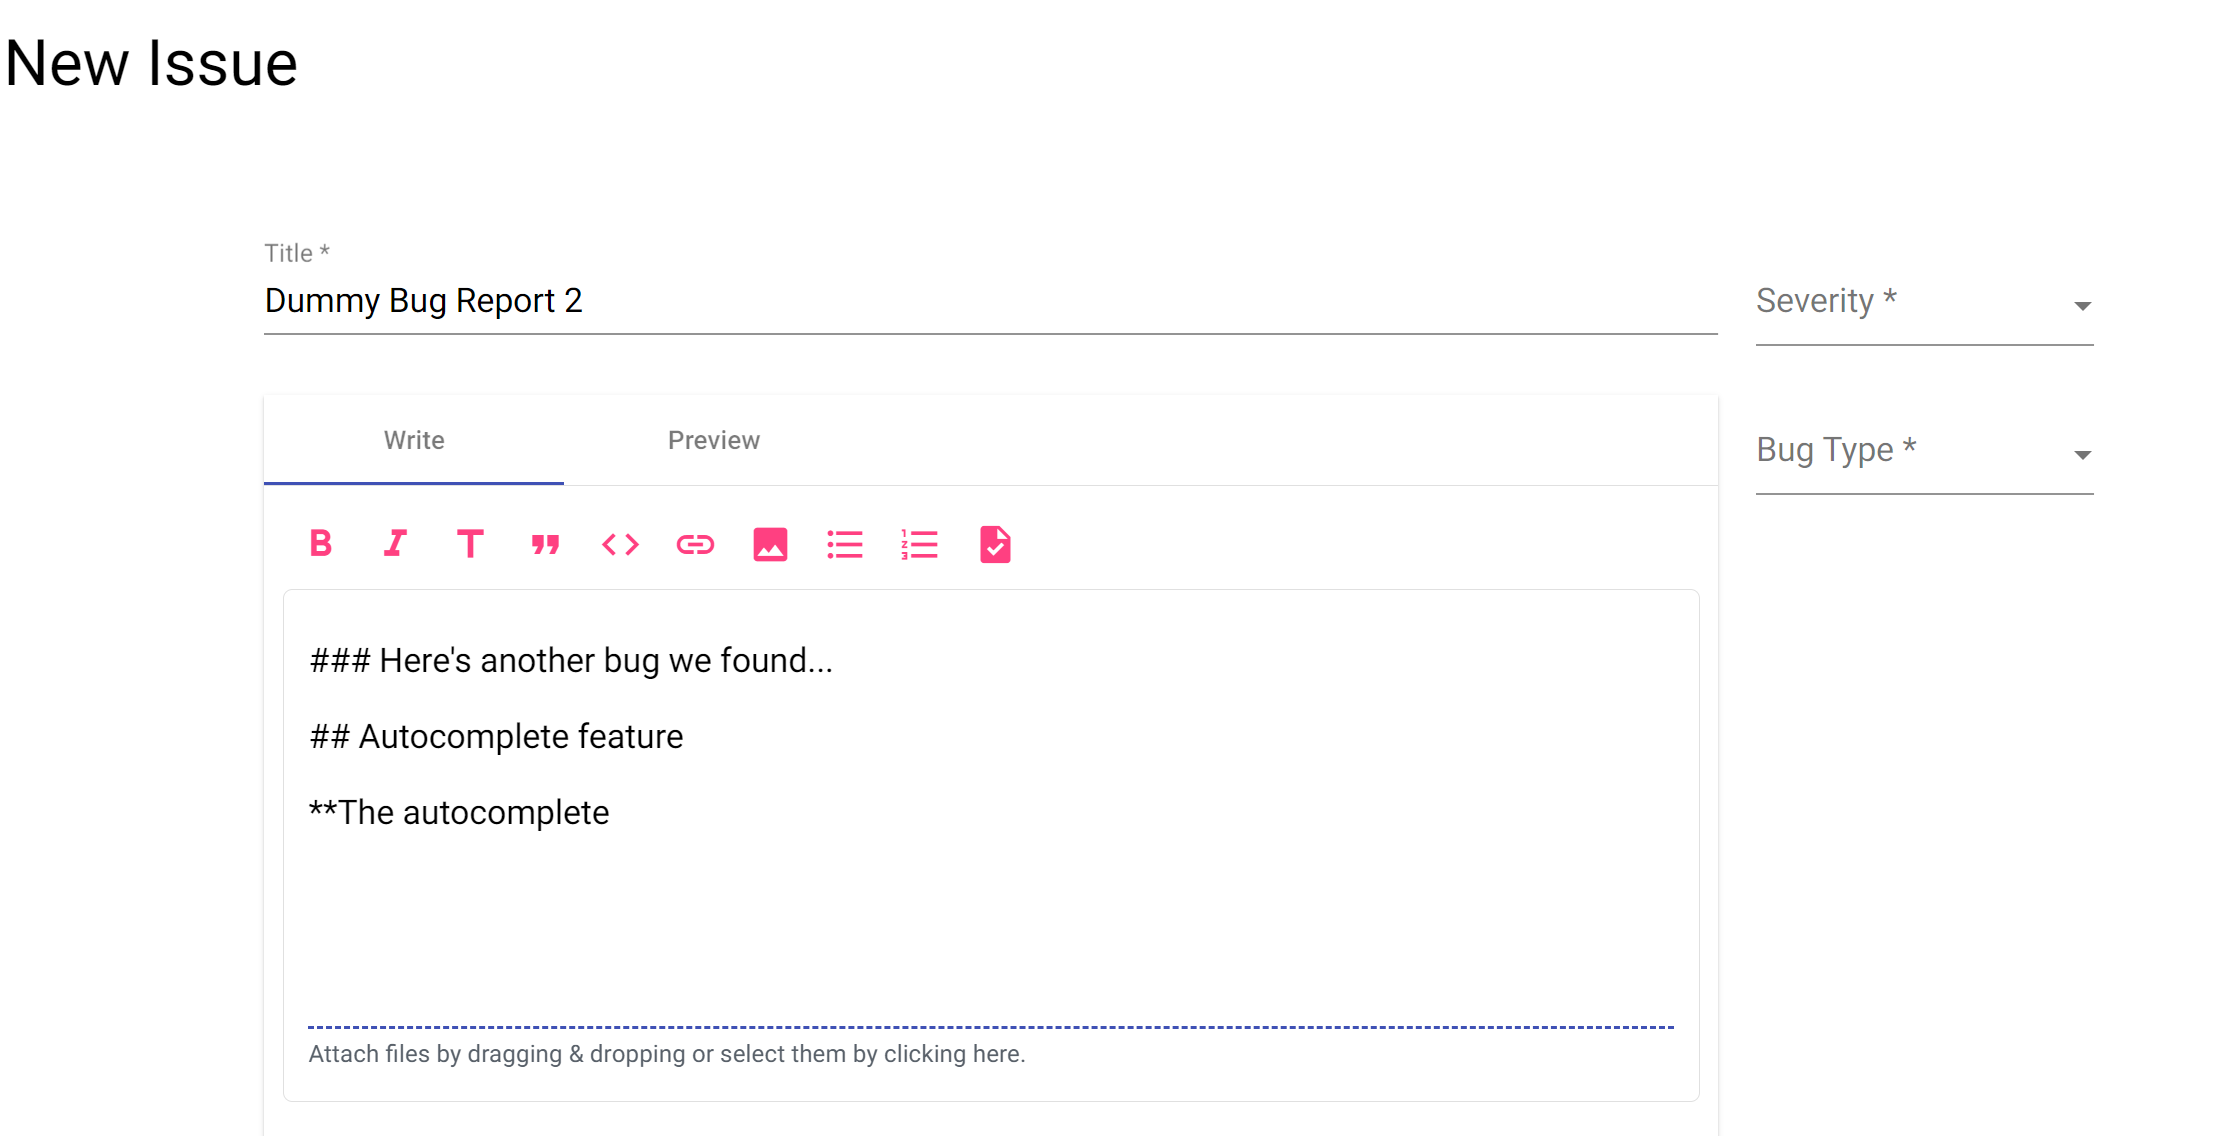 New Issue
Title *
Dummy Bug Report 2
Severity *
Write
Preview
Bug Type *
### Here's another bug we found...
## Autocomplete feature
**The autocomplete
Attach files by dragging & dropping or select them by clicking here.